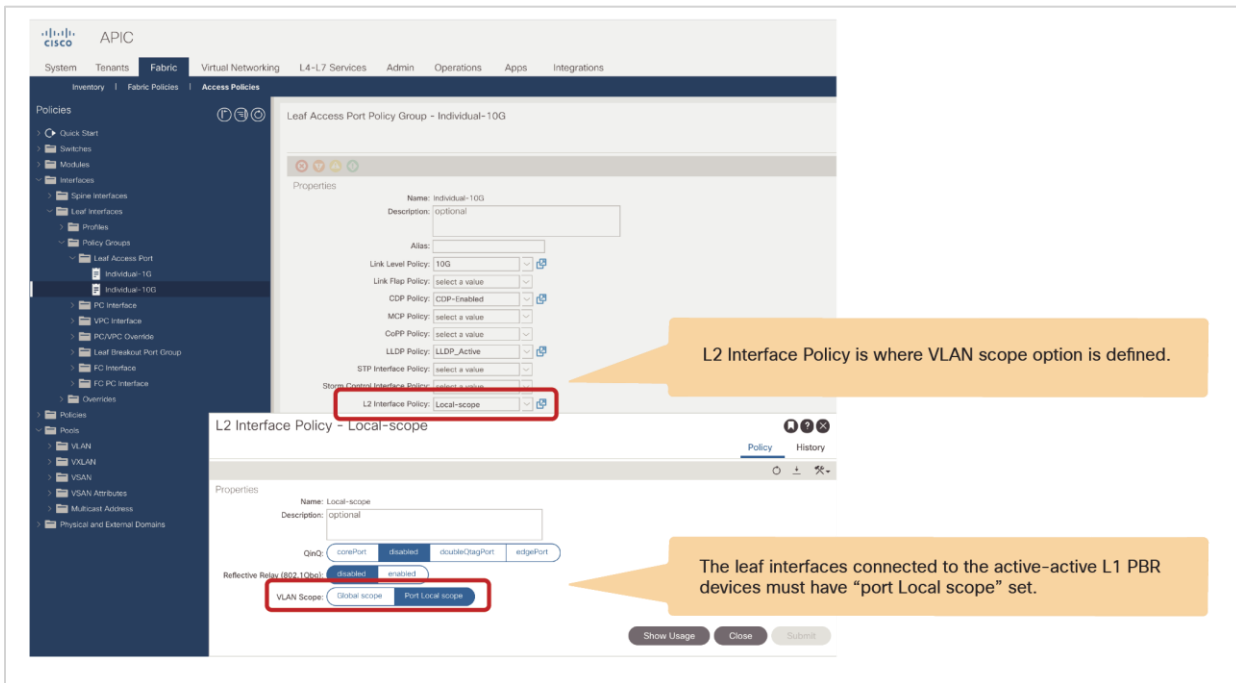 CISCO
APIC
System Tenants Fabric Virtual Networking L4-L7 Services Admin Operations Apps Integrations
Inventory | Fabric Policies | Access Policies
Policies
Quick Start
Switches
Modules
Interfaces
Spine Interfaces
Leaf Interfaces
Profiles
Policy Groups
Leaf Access Port
Individual-1G
Individual-10G
PC Interface
VPC Interface
PC/VPC Override
Leaf Breakout Port Group
FC Interface
FC PC Interface
Overrides
Policies
Pools
VLAN
VXLAN
VSAN
VSAN Attributes
Multicast Address
Physical and External Domains
Leaf Access Port Policy Group - Individual-10G
Properties
Name: Individual-10G
Description: optional
Alias:
Link Level Policy: 10G
Link Flap Policy: select a value
CDP Policy: CDP-Enabled
MCP Policy: select a value
CoPP Policy: select a value
LLDP Policy: LLDP_Active
STP Interface Policy: select a value
Storm Control Interface Policy: select a value
L2 Interface Policy: Local-scope
L2 Interface Policy is where VLAN scope option is defined.
L2 Interface Policy - Local-scope
Policy History
Properties
Name: Local-scope
Description: optional
QinQ: corePort disabled doubleQtagPort edgePort
Reflective Relay (802.1Qbg): disabled enabled
VLAN Scope: Global scope Port Local scope
The leaf interfaces connected to the active-active L1 PBR
devices must have “port Local scope” set.
Show Usage Close Submit